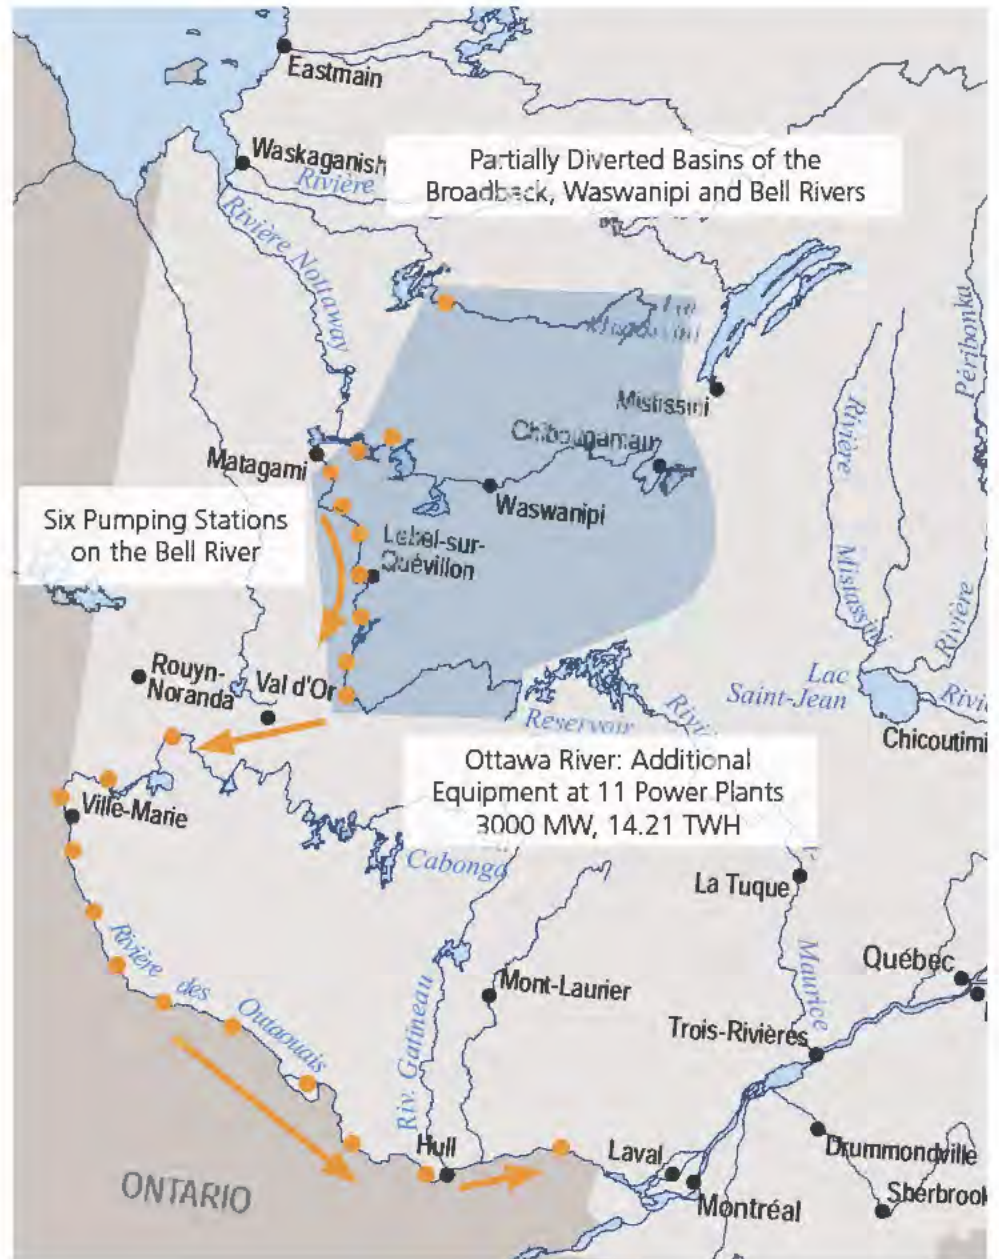 Eastmain
Waskaganish
Rivière
Partially Diverted Basins of the
Broadback, Waswanipi and Bell Rivers
Rivière Nottaway
Péribonka
Mistissini
Chibougamau
Matagami
Waswanipi
Six Pumping Stations
on the Bell River
Lebel-sur-
Quévillon
Rivière
Mistassini
Rivière
Rouyn-
Noranda
Val d'Or
Lac
Saint-Jean
Reservoir
Chicoutimi
Ottawa River: Additional
Equipment at 11 Power Plants
3000 MW, 14.21 TWH
Ville-Marie
Cabonga
La Tuque
Rivière
des
Outaouais
Riv. Gatineau
Mont-Laurier
Maurice
Québec
Trois-Rivières
Hull
Laval
Drummondville
Montréal
Sherbrook
ONTARIO